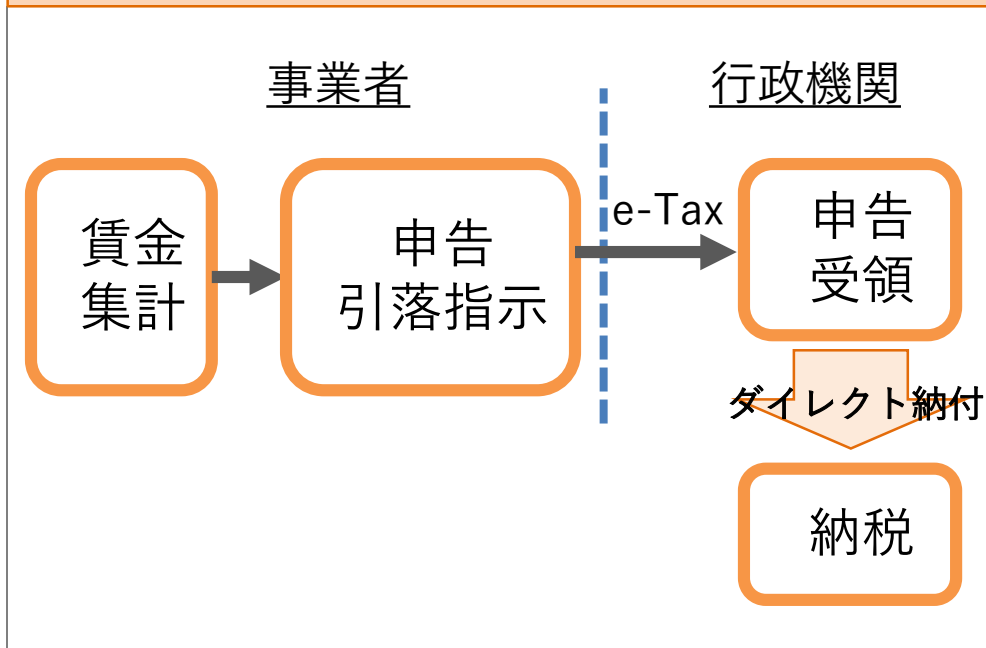 事業者
行政機関
賃金
集計
申告
引落指示
e-Tax
申告
受領
ダイレクト納付
納税